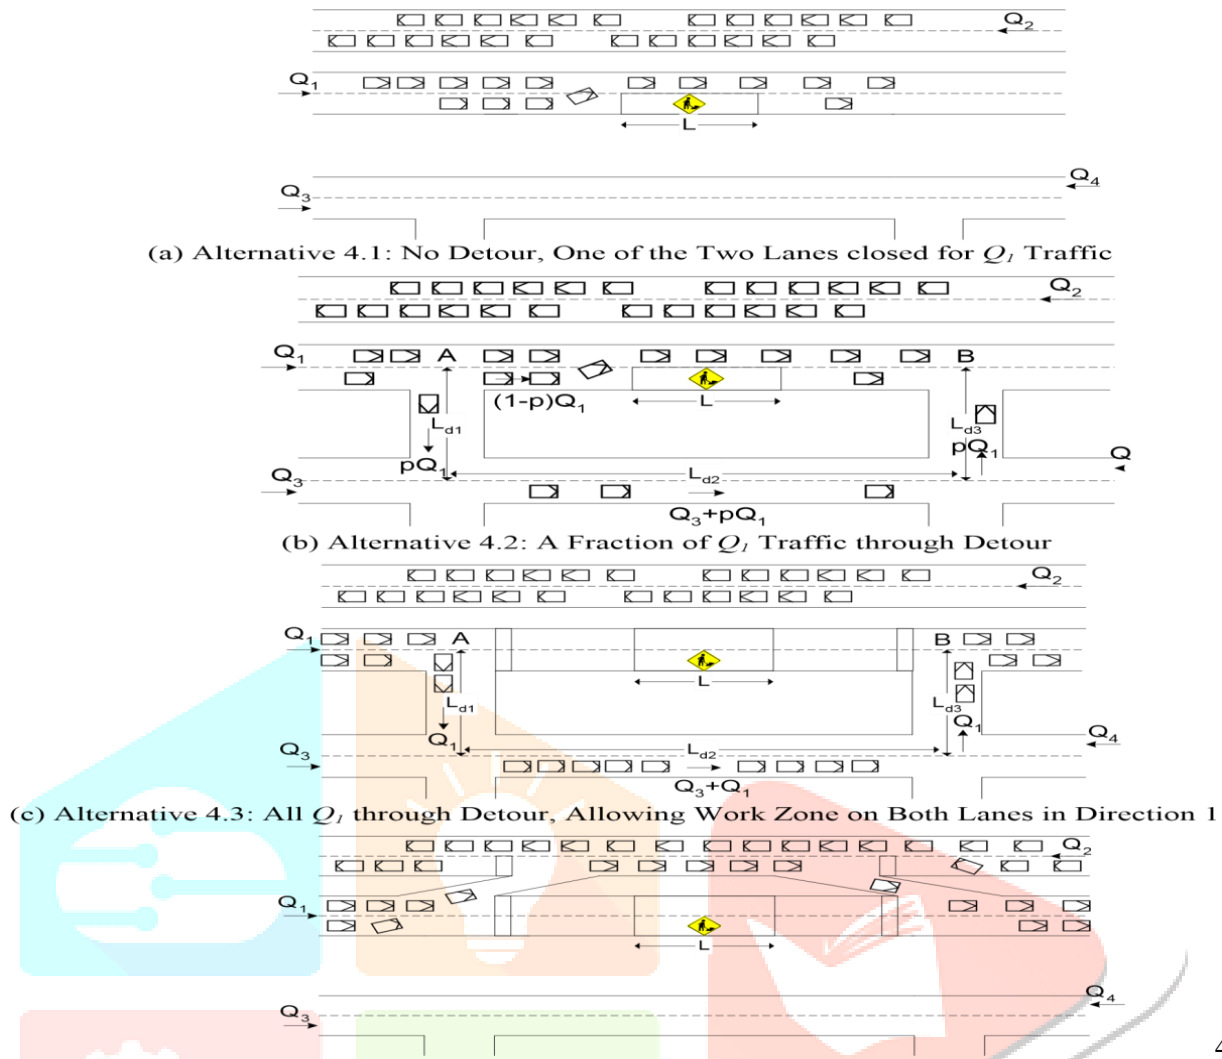 Q2
Q1
L
Q4
Q3
(a) Alternative 4.1: No Detour, One of the Two Lanes closed for Q1 Traffic
Q2
Q1 A B
(1-p)Q1 L
Ld1 Ld3
pQ1 pQ1 Q
Q3 Ld2
Q3+pQ1
(b) Alternative 4.2: A Fraction of Q1 Traffic through Detour
Q2
Q1 A B
L
Ld1 Ld3
Q1 Q1 Q4
Q3 Ld2
Q3+Q1
(c) Alternative 4.3: All Q1 through Detour, Allowing Work Zone on Both Lanes in Direction 1
Q2
Q1
L
Q4
Q3
4